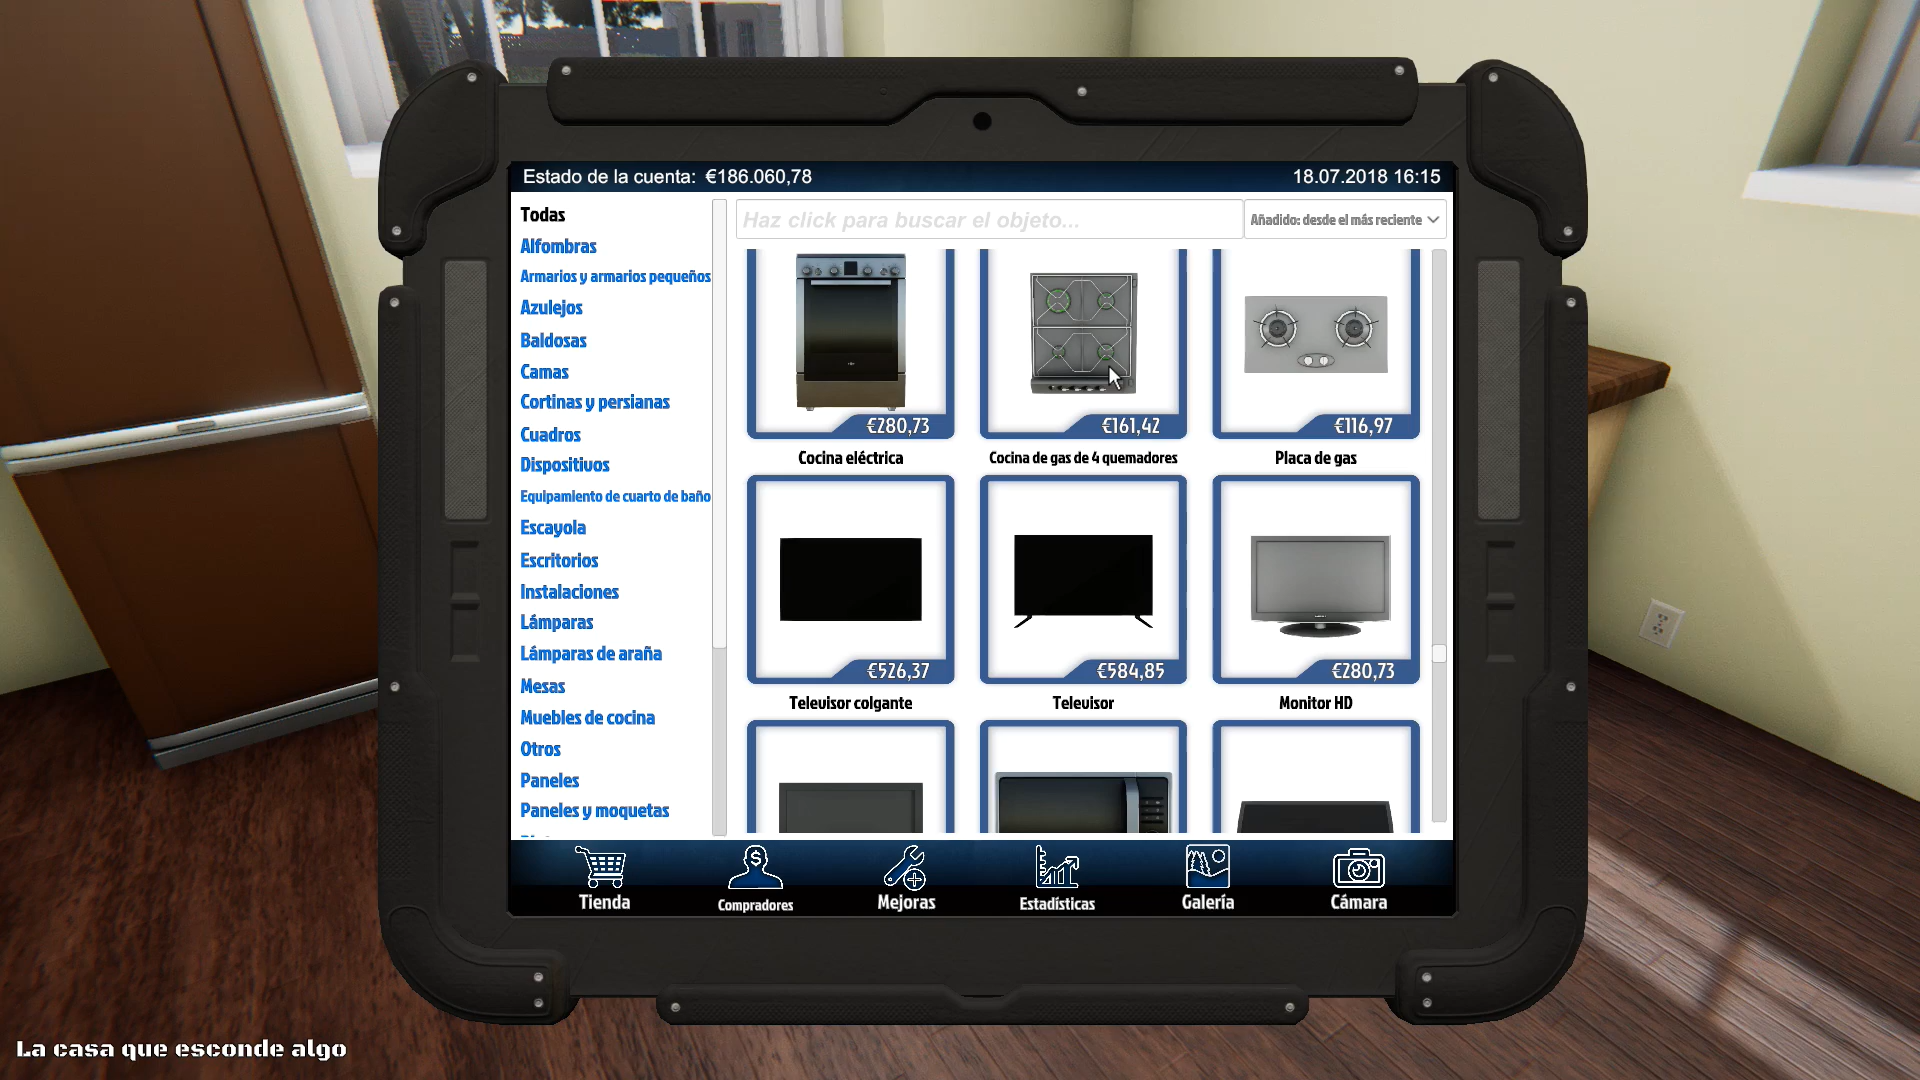 Estado de la cuenta: €186.060,78
18.07.2018 16:15
Todas
Alfombras
Armarios y armarios pequeños
Azulejos
Baldosas
Camas
Cortinas y persianas
Cuadros
Dispositivos
Equipamiento de cuarto de baño
Escayola
Escritorios
Instalaciones
Lámparas
Lámparas de araña
Mesas
Muebles de cocina
Otros
Paneles
Paneles y moquetas
Haz click para buscar el objeto...
Añadido: desde el más reciente
€280,73
€161,42
€116,97
Cocina eléctrica
Cocina de gas de 4 quemadores
Placa de gas
€526,37
€584,85
€280,73
Televisor colgante
Televisor
Monitor HD
Tienda
Compradores
Mejoras
Estadísticas
Galería
Cámara
La casa que esconde algo